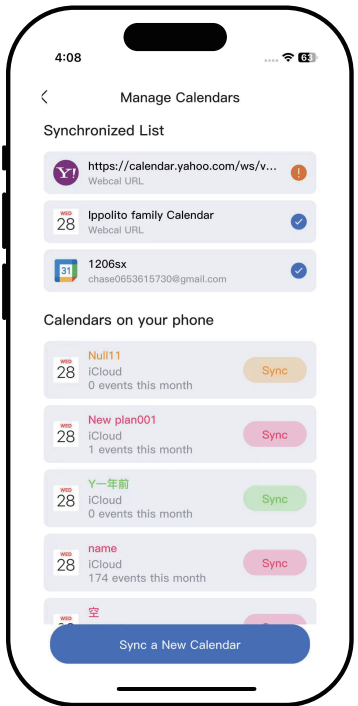 4:08
63
Manage Calendars
Synchronized List
Y!
https://calendar.yahoo.com/ws/v...
Webcal URL
WED
28
Ippolito family Calendar
Webcal URL
31
1206sx
chase0653615730@gmail.com
Calendars on your phone
WED
28
Null11
iCloud
0 events this month
Sync
WED
28
New plan001
iCloud
1 events this month
Sync
WED
28
Y一年前
iCloud
0 events this month
Sync
WED
28
name
iCloud
174 events this month
Sync
WED
空
Sync a New Calendar